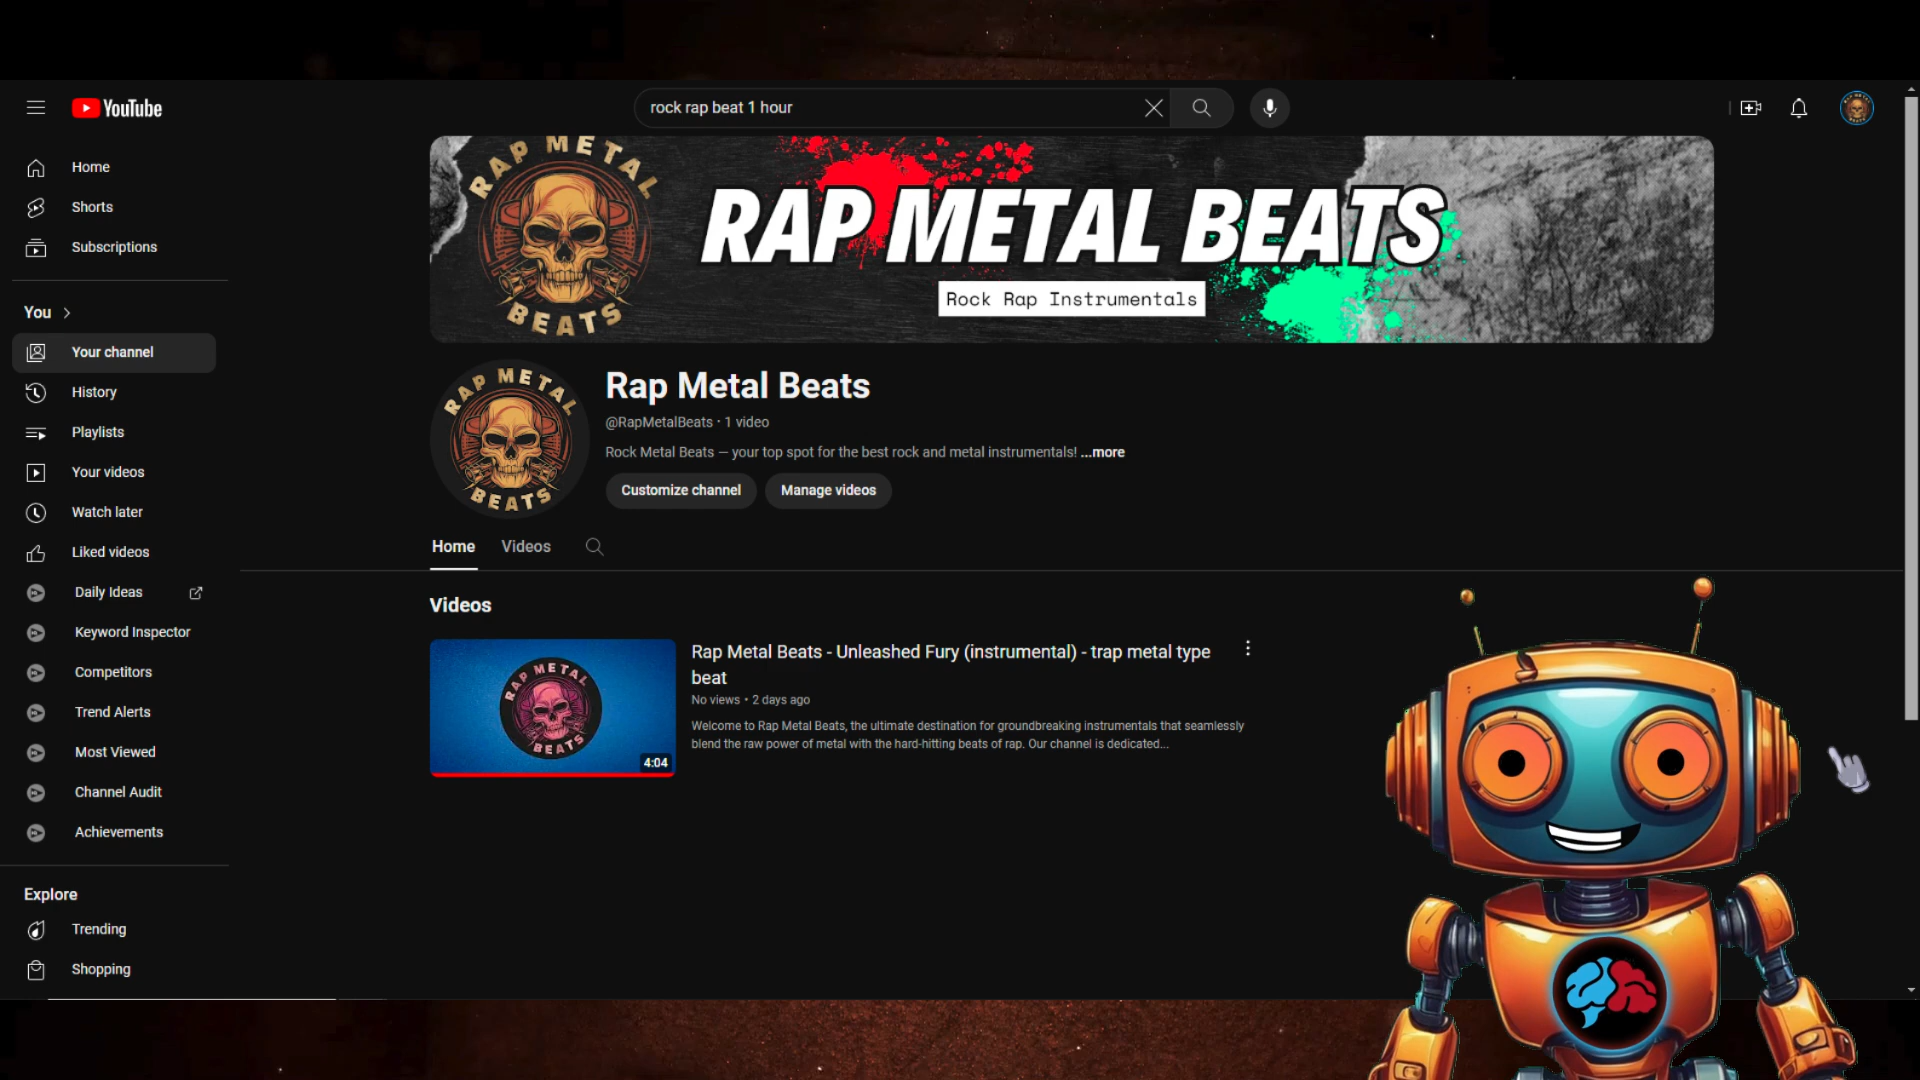 YouTube
rock rap beat 1 hour
Home
Shorts
Subscriptions
You
Your channel
History
Playlists
Your videos
Watch later
Liked videos
Daily Ideas
Keyword Inspector
Competitors
Trend Alerts
Most Viewed
Channel Audit
Achievements
Explore
Trending
Shopping
RAP METAL
BEATS
RAP METAL BEATS
Rock Rap Instrumentals
RAP METAL
BEATS
Rap Metal Beats
@RapMetalBeats · 1 video
Rock Metal Beats — your top spot for the best rock and metal instrumentals! ...more
Customize channel
Manage videos
Home
Videos
Videos
RAP METAL
BEATS
4:04
Rap Metal Beats - Unleashed Fury (instrumental) - trap metal type
beat
No views • 2 days ago
Welcome to Rap Metal Beats, the ultimate destination for groundbreaking instrumentals that seamlessly
blend the raw power of metal with the hard-hitting beats of rap. Our channel is dedicated...